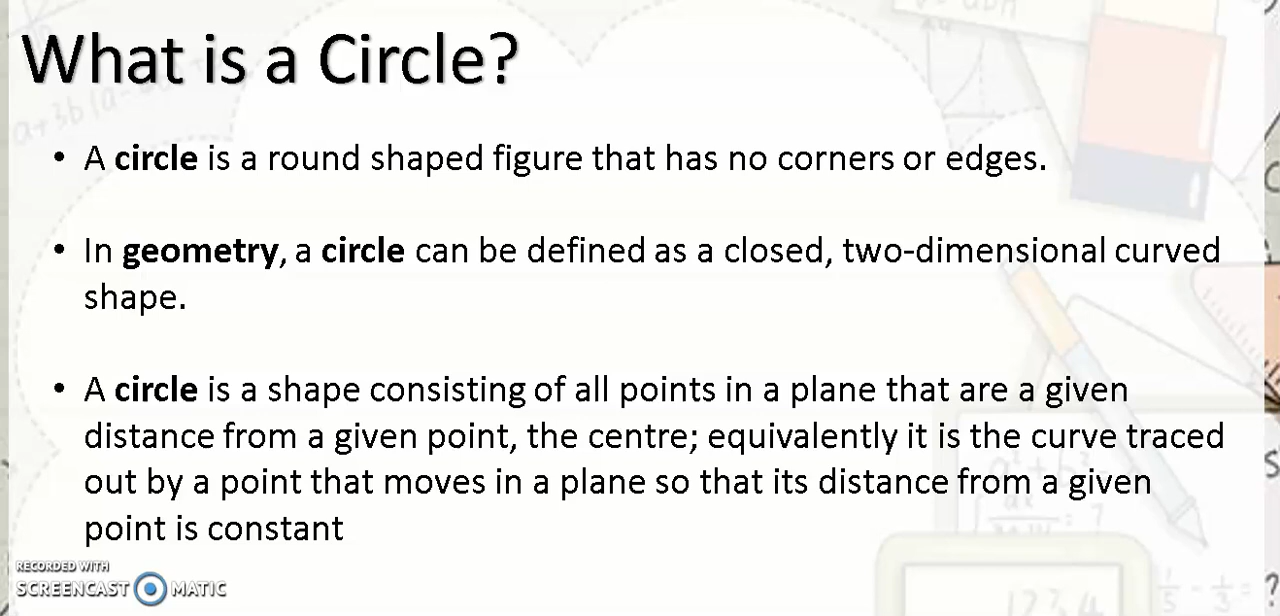 What is a Circle?
• A circle is a round shaped figure that has no corners or edges.
• In geometry, a circle can be defined as a closed, two-dimensional curved
shape.
• A circle is a shape consisting of all points in a plane that are a given
distance from a given point, the centre; equivalently it is the curve traced
out by a point that moves in a plane so that its distance from a given
point is constant
RECORDED WITH
SCREENCAST MATIC